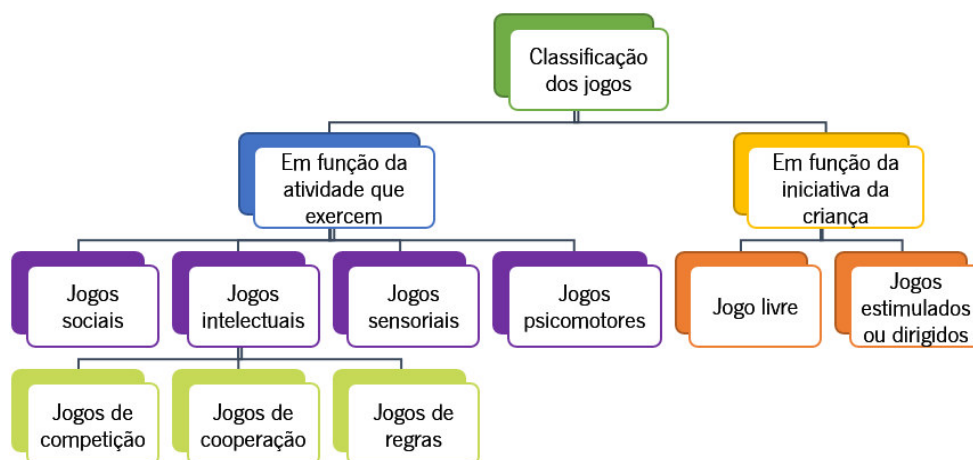 Classificação
dos jogos
Em função da
atividade que
exercem
Em função da
iniciativa da
criança
Jogos
sociais
Jogos
intelectuais
Jogos
sensoriais
Jogos
psicomotores
Jogo livre
Jogos
estimulados
ou dirigidos
Jogos de
competição
Jogos de
cooperação
Jogos de
regras